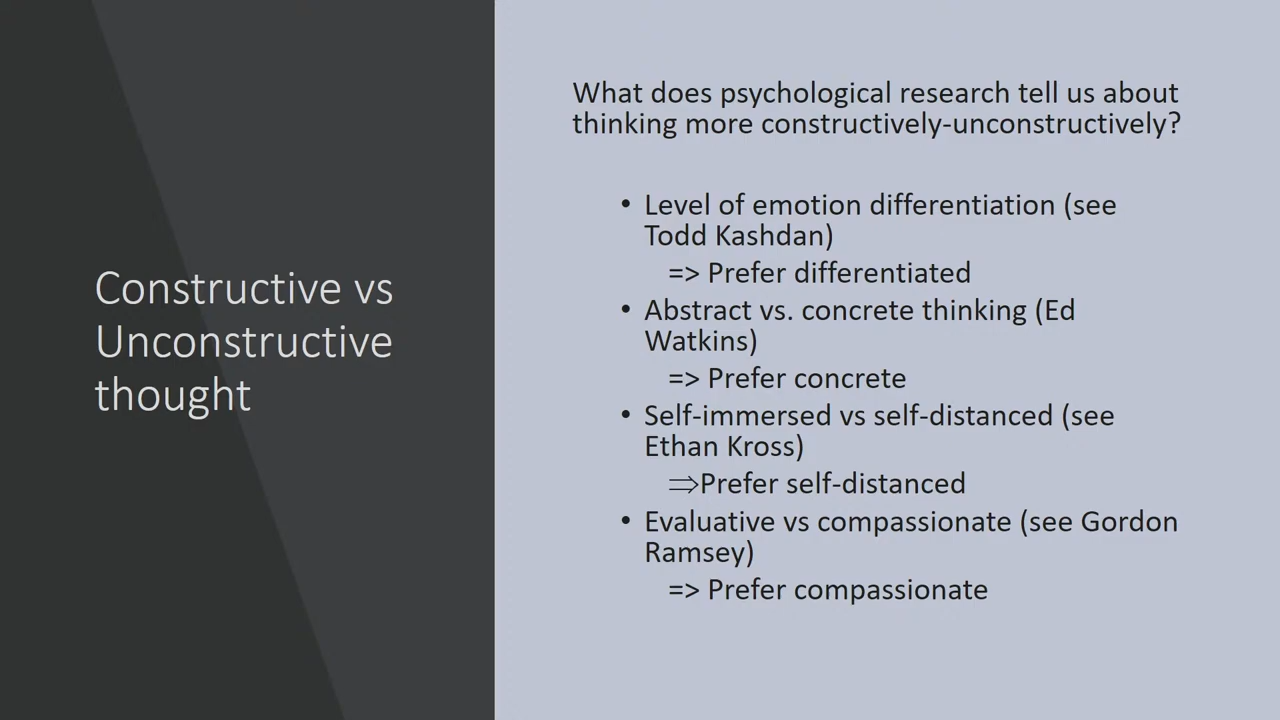 Constructive vs
Unconstructive
thought
What does psychological research tell us about
thinking more constructively-unconstructively?
• Level of emotion differentiation (see
Todd Kashdan)
=> Prefer differentiated
• Abstract vs. concrete thinking (Ed
Watkins)
=> Prefer concrete
• Self-immersed vs self-distanced (see
Ethan Kross)
⇒Prefer self-distanced
• Evaluative vs compassionate (see Gordon
Ramsey)
=> Prefer compassionate